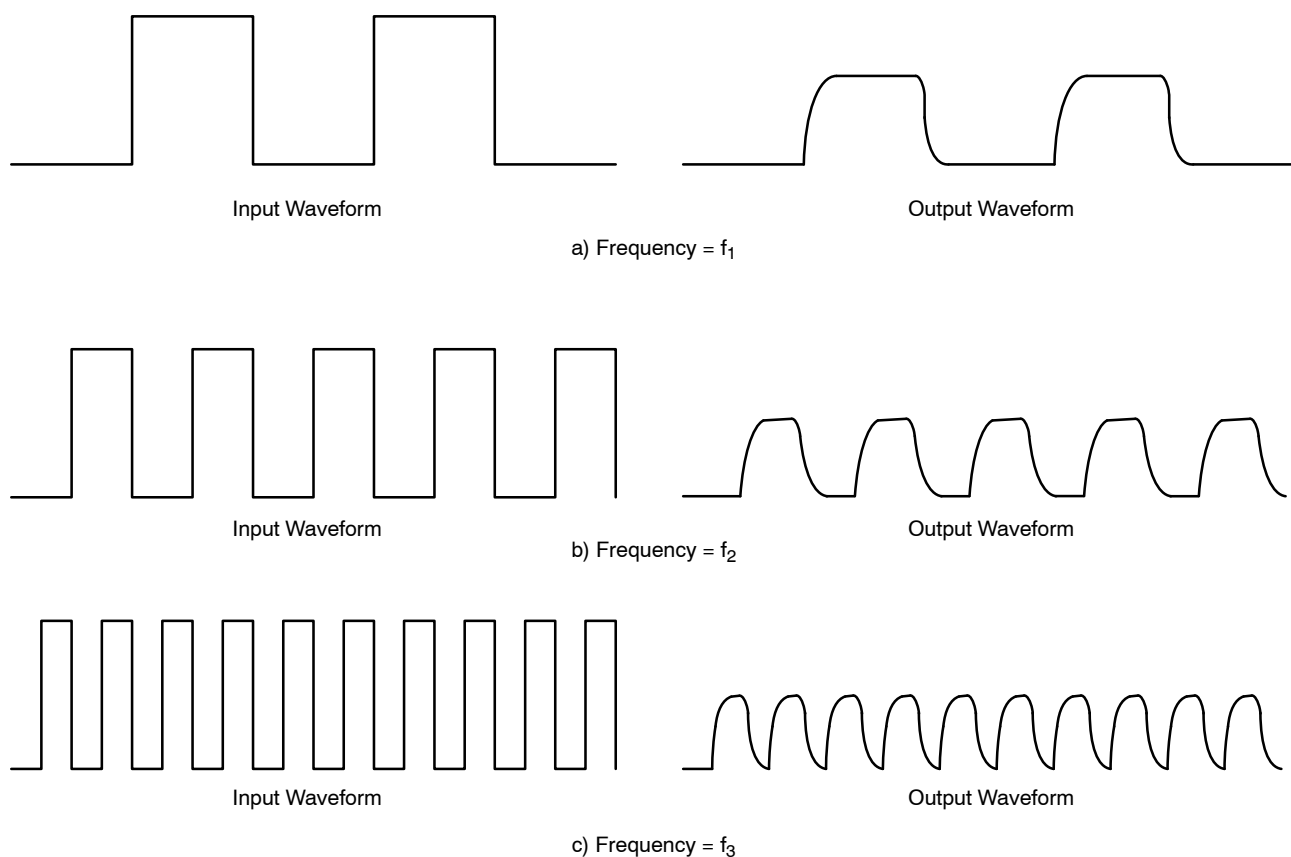 Input Waveform
Output Waveform
a) Frequency = f₁
Input Waveform
Output Waveform
b) Frequency = f₂
Input Waveform
Output Waveform
c) Frequency = f₃